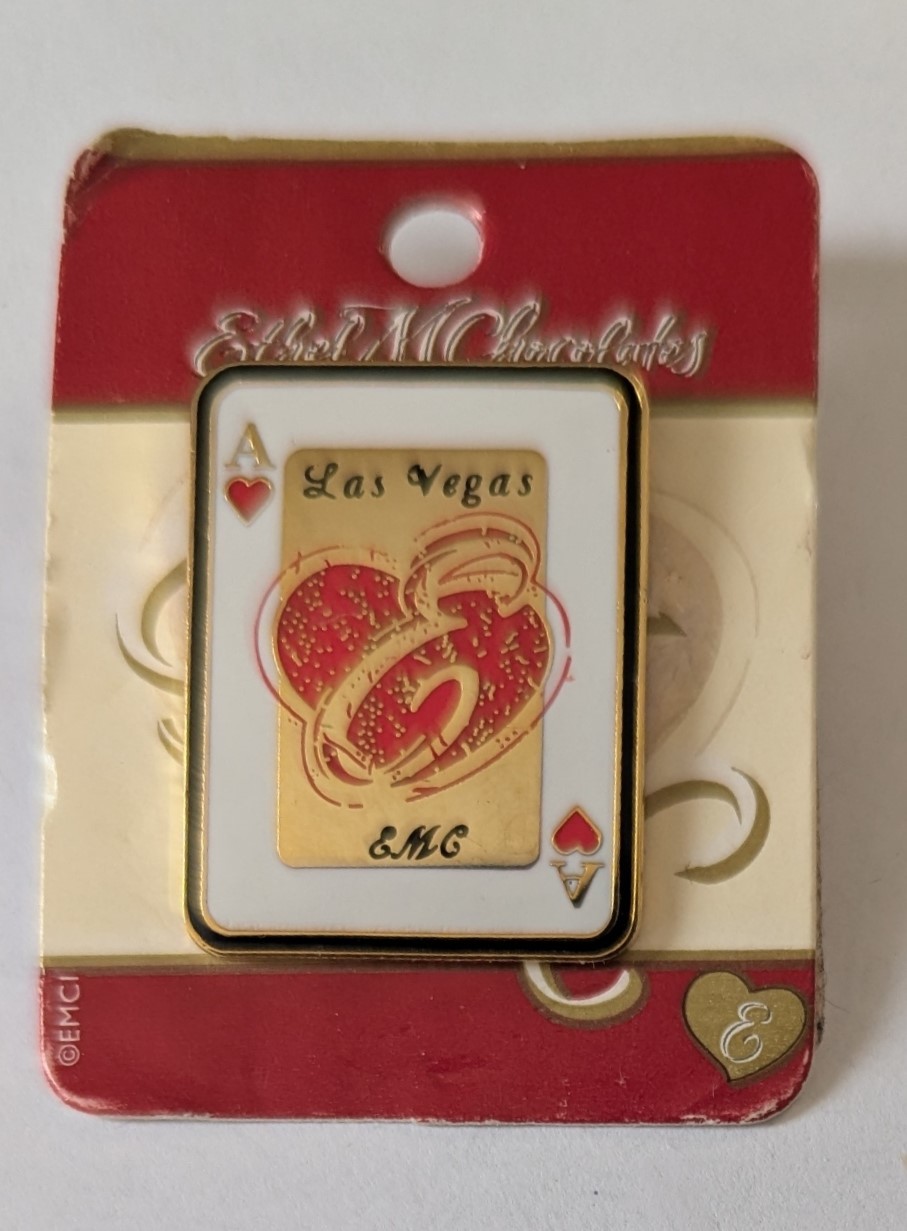 Ethel M Chocolates
A
Las Vegas
EMC
A
©EMCI
E